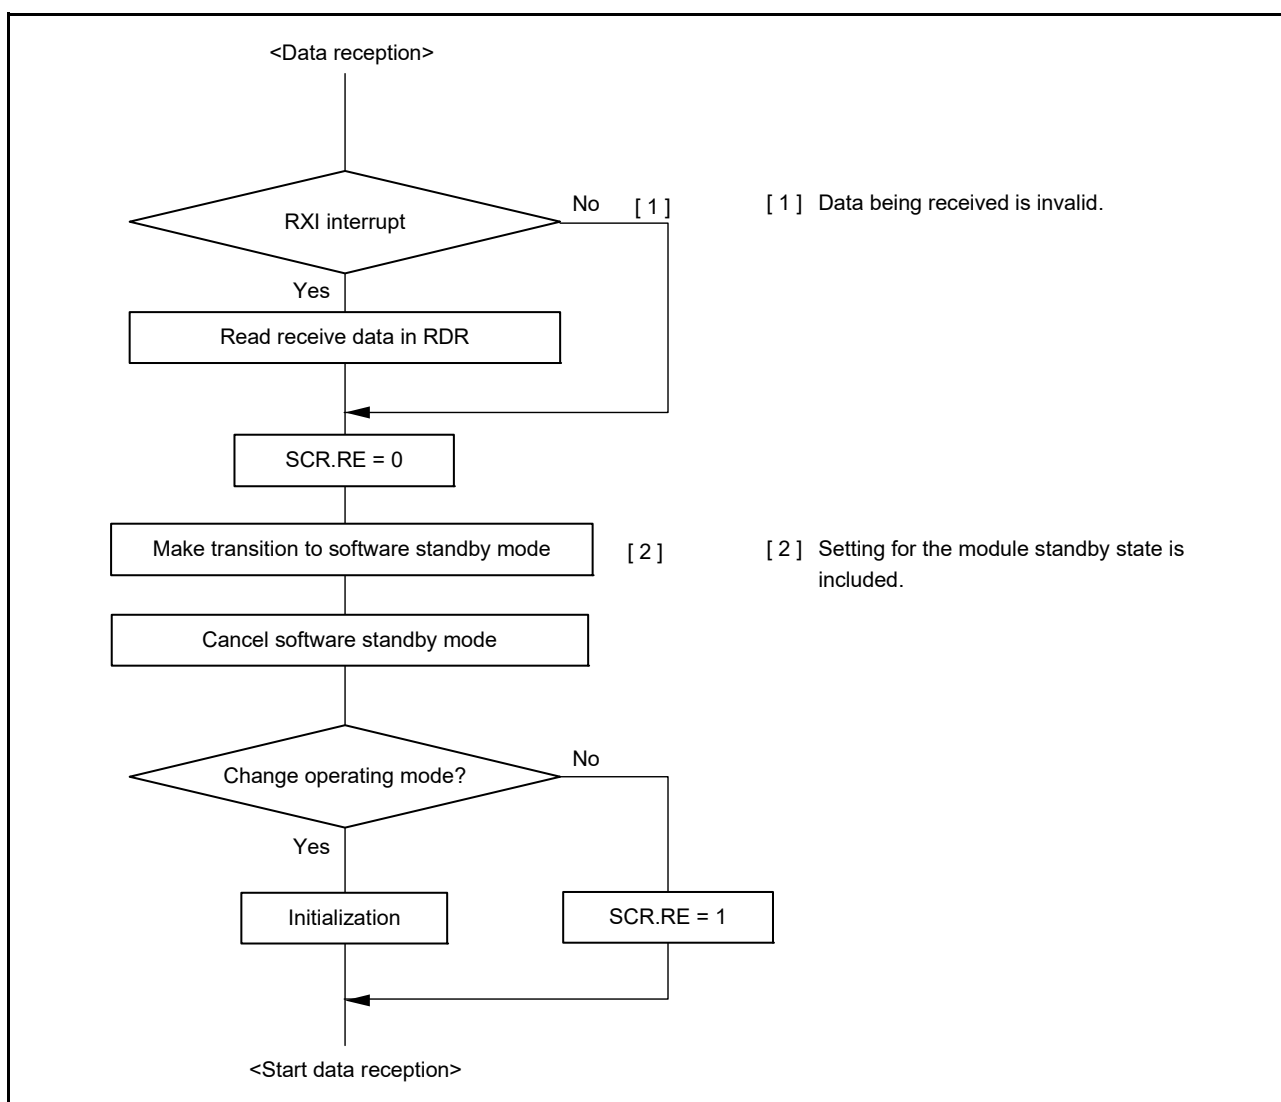 <Data reception>
No [ 1 ]
[ 1 ] Data being received is invalid.
RXI interrupt
Yes
Read receive data in RDR
SCR.RE = 0
Make transition to software standby mode
[ 2 ]
[ 2 ] Setting for the module standby state is
included.
Cancel software standby mode
No
Change operating mode?
Yes
Initialization
SCR.RE = 1
<Start data reception>